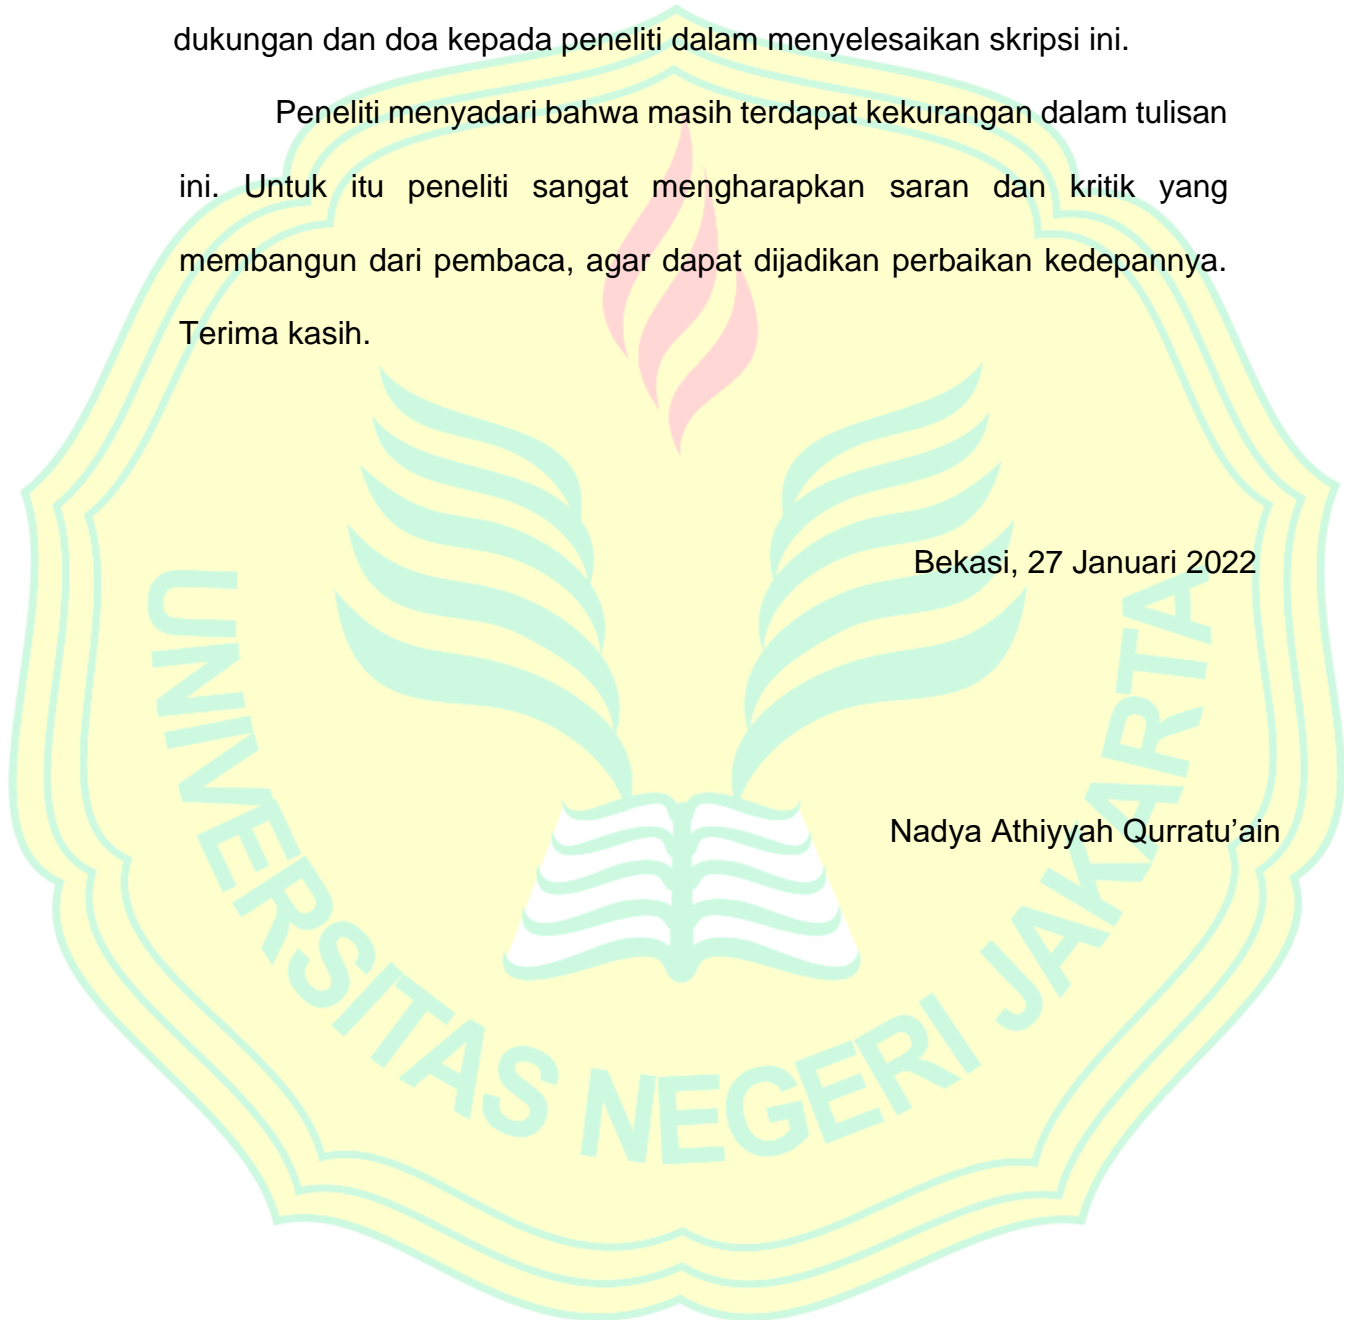 dukungan dan doa kepada peneliti dalam menyelesaikan skripsi ini.
Peneliti menyadari bahwa masih terdapat kekurangan dalam tulisan
ini. Untuk itu peneliti sangat mengharapkan saran dan kritik yang
membangun dari pembaca, agar dapat dijadikan perbaikan kedepannya.
Terima kasih.
Bekasi, 27 Januari 2022
Nadya Athiyyah Qurratu’ain
UNIVERSITAS NEGERI JAKARTA